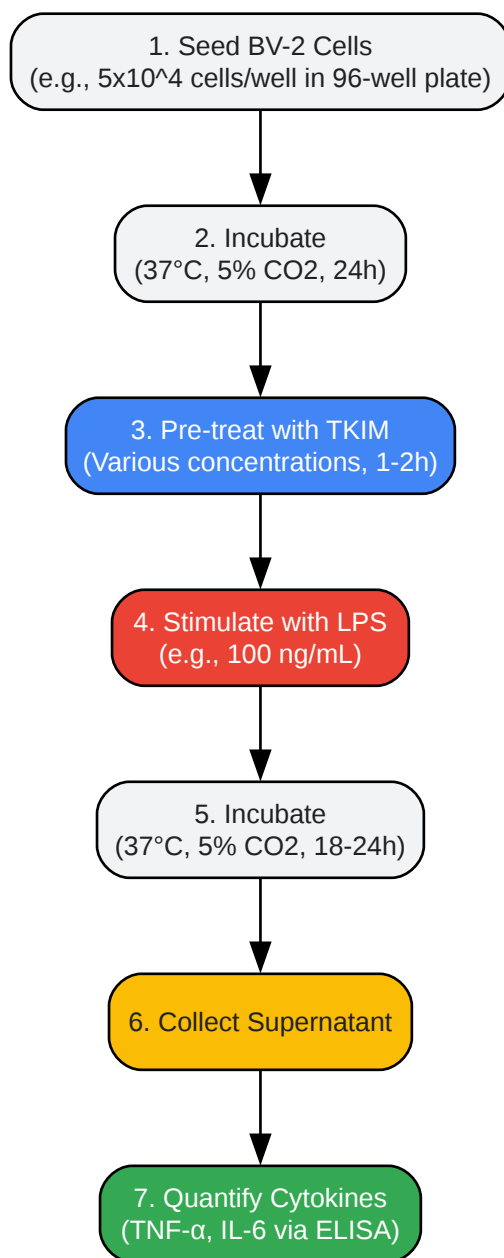 1. Seed BV-2 Cells
(e.g., 5x10^4 cells/well in 96-well plate)
2. Incubate
(37°C, 5% CO2, 24h)
3. Pre-treat with TKIM
(Various concentrations, 1-2h)
4. Stimulate with LPS
(e.g., 100 ng/mL)
5. Incubate
(37°C, 5% CO2, 18-24h)
6. Collect Supernatant
7. Quantify Cytokines
(TNF-α, IL-6 via ELISA)